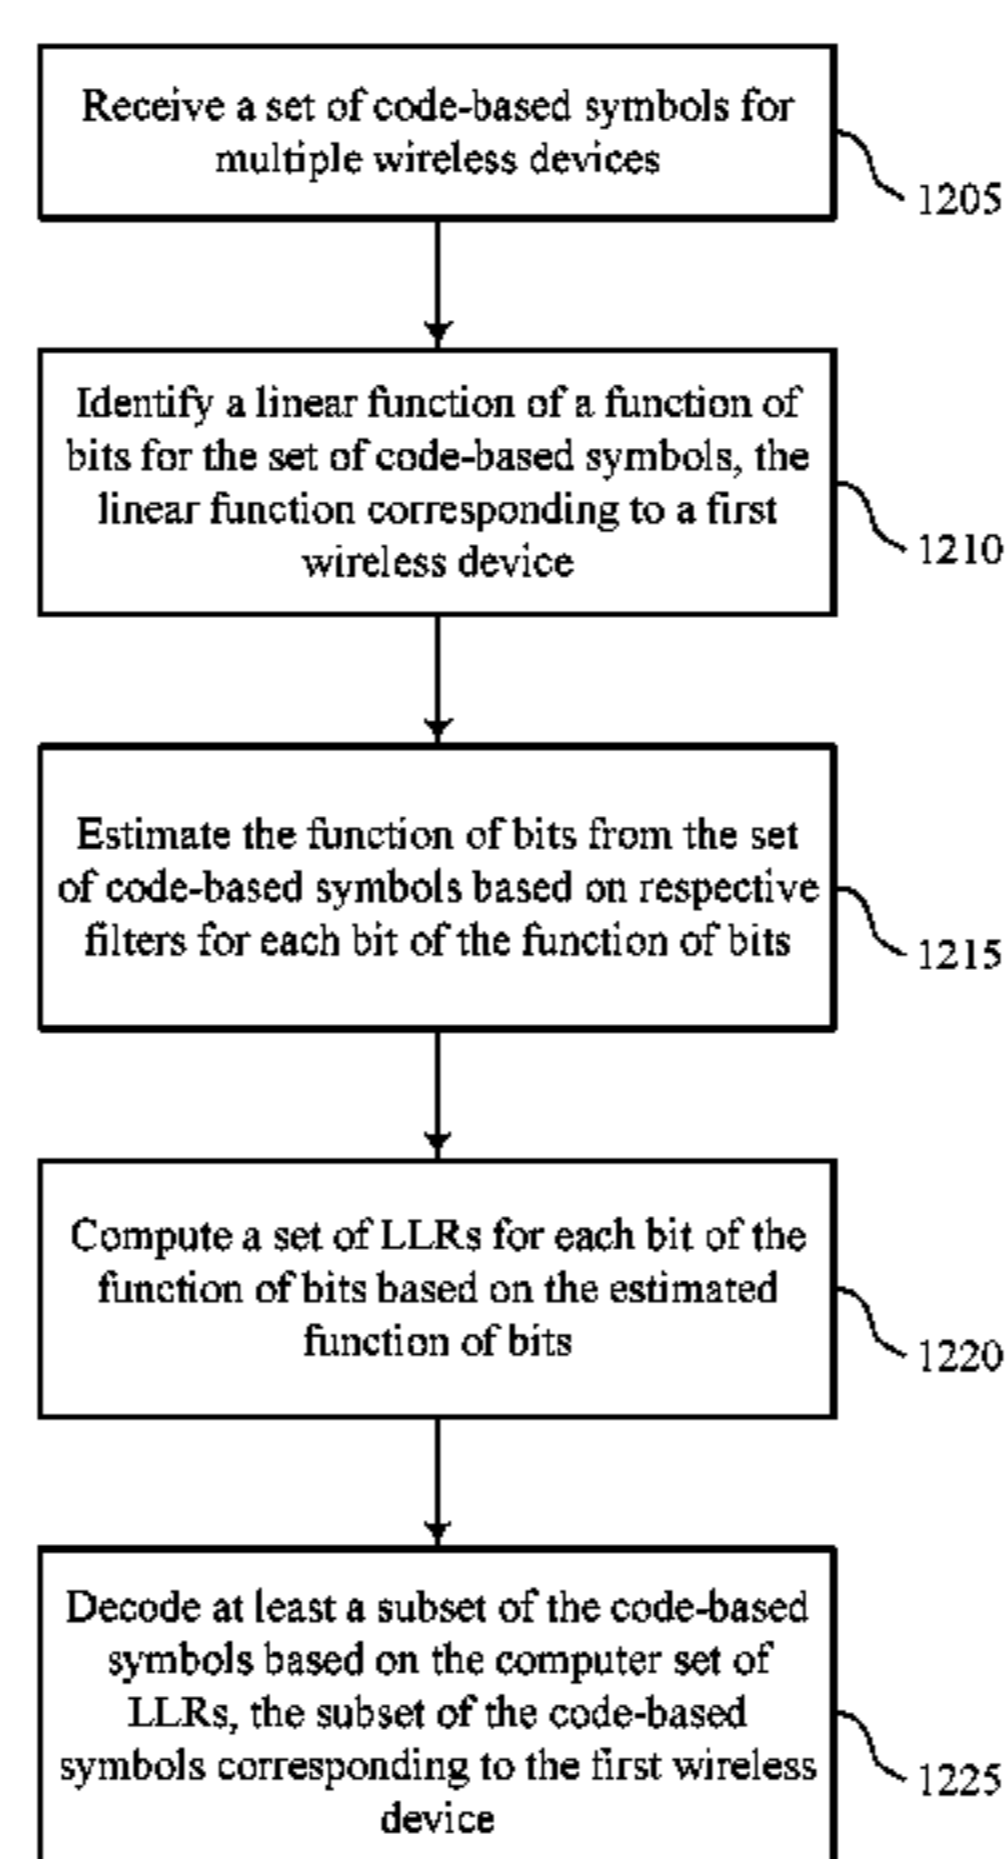 Receive a set of code-based symbols for
multiple wireless devices
1205
Identify a linear function of a function of
bits for the set of code-based symbols, the
linear function corresponding to a first
wireless device
1210
Estimate the function of bits from the set
of code-based symbols based on respective
filters for each bit of the function of bits
1215
Compute a set of LLRs for each bit of the
function of bits based on the estimated
function of bits
1220
Decode at least a subset of the code-based
symbols based on the computer set of
LLRs, the subset of the code-based
symbols corresponding to the first wireless
device
1225